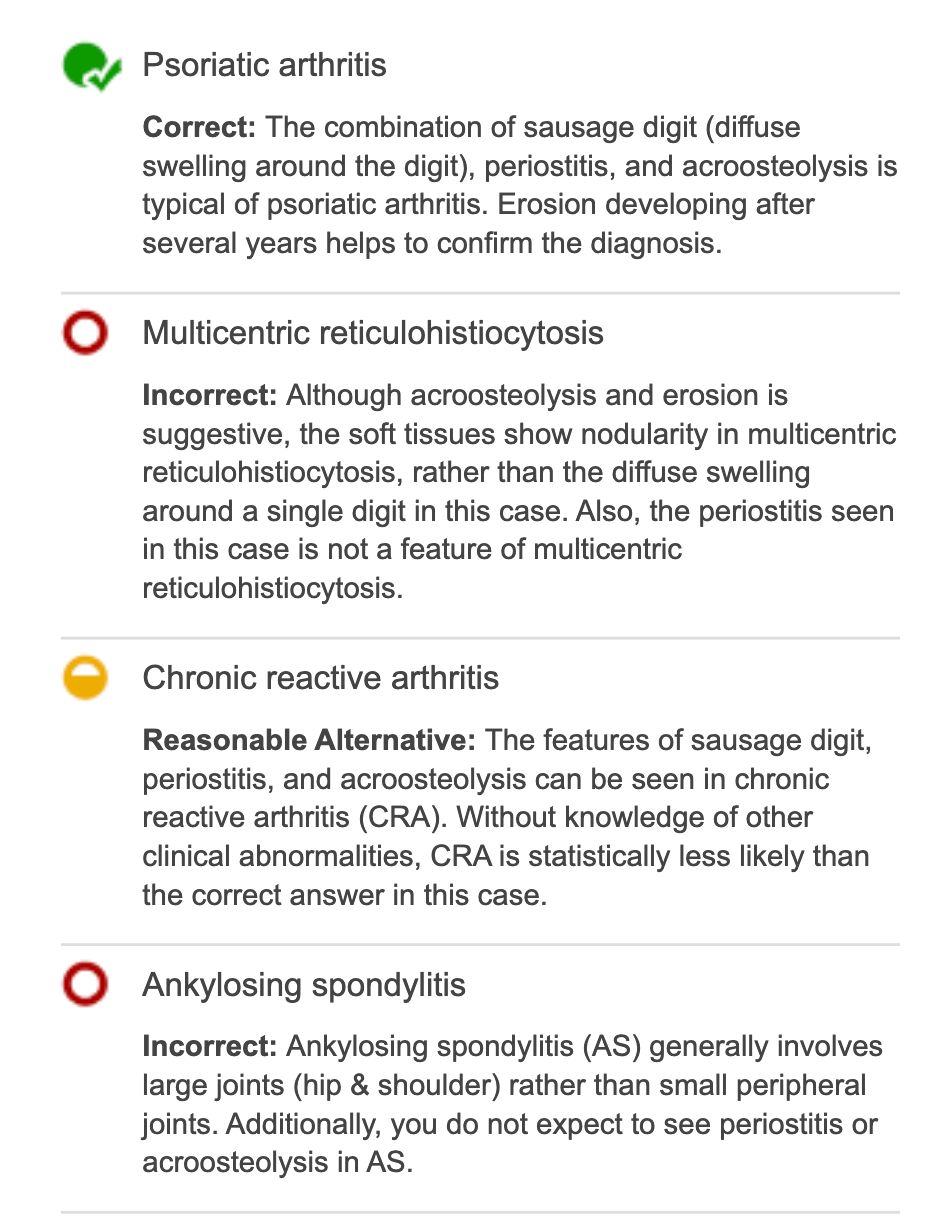 Psoriatic arthritis
Correct: The combination of sausage digit (diffuse
swelling around the digit), periostitis, and acroosteolysis is
typical of psoriatic arthritis. Erosion developing after
several years helps to confirm the diagnosis.
Multicentric reticulohistiocytosis
Incorrect: Although acroosteolysis and erosion is
suggestive, the soft tissues show nodularity in multicentric
reticulohistiocytosis, rather than the diffuse swelling
around a single digit in this case. Also, the periostitis seen
in this case is not a feature of multicentric
reticulohistiocytosis.
Chronic reactive arthritis
Reasonable Alternative: The features of sausage digit,
periostitis, and acroosteolysis can be seen in chronic
reactive arthritis (CRA). Without knowledge of other
clinical abnormalities, CRA is statistically less likely than
the correct answer in this case.
Ankylosing spondylitis
Incorrect: Ankylosing spondylitis (AS) generally involves
large joints (hip & shoulder) rather than small peripheral
joints. Additionally, you do not expect to see periostitis or
acroosteolysis in AS.